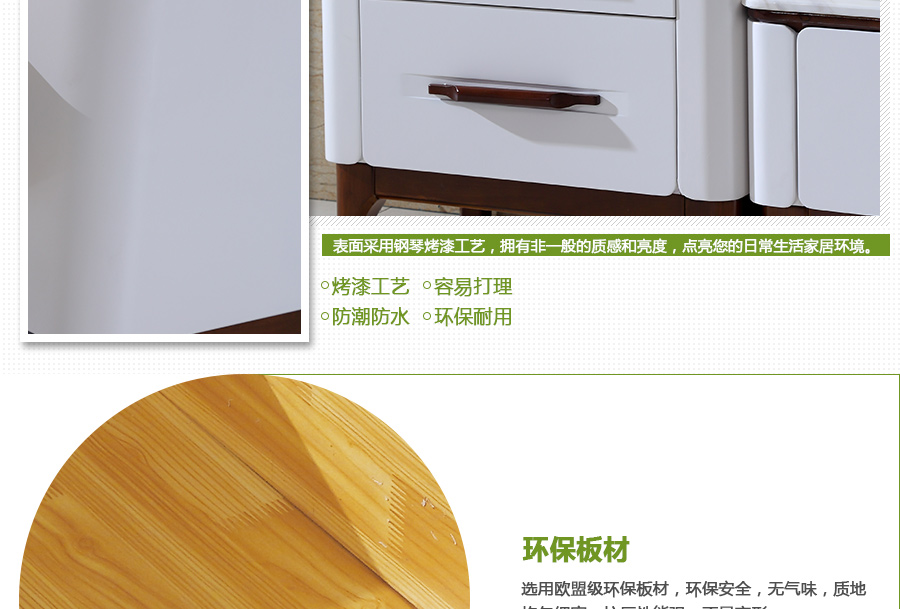 表面采用钢琴烤漆工艺，拥有非一般的质感和亮度，点亮您的日常生活家居环境。
烤漆工艺 容易打理
防潮防水 环保耐用
环保板材
选用欧盟级环保板材，环保安全，无气味，质地